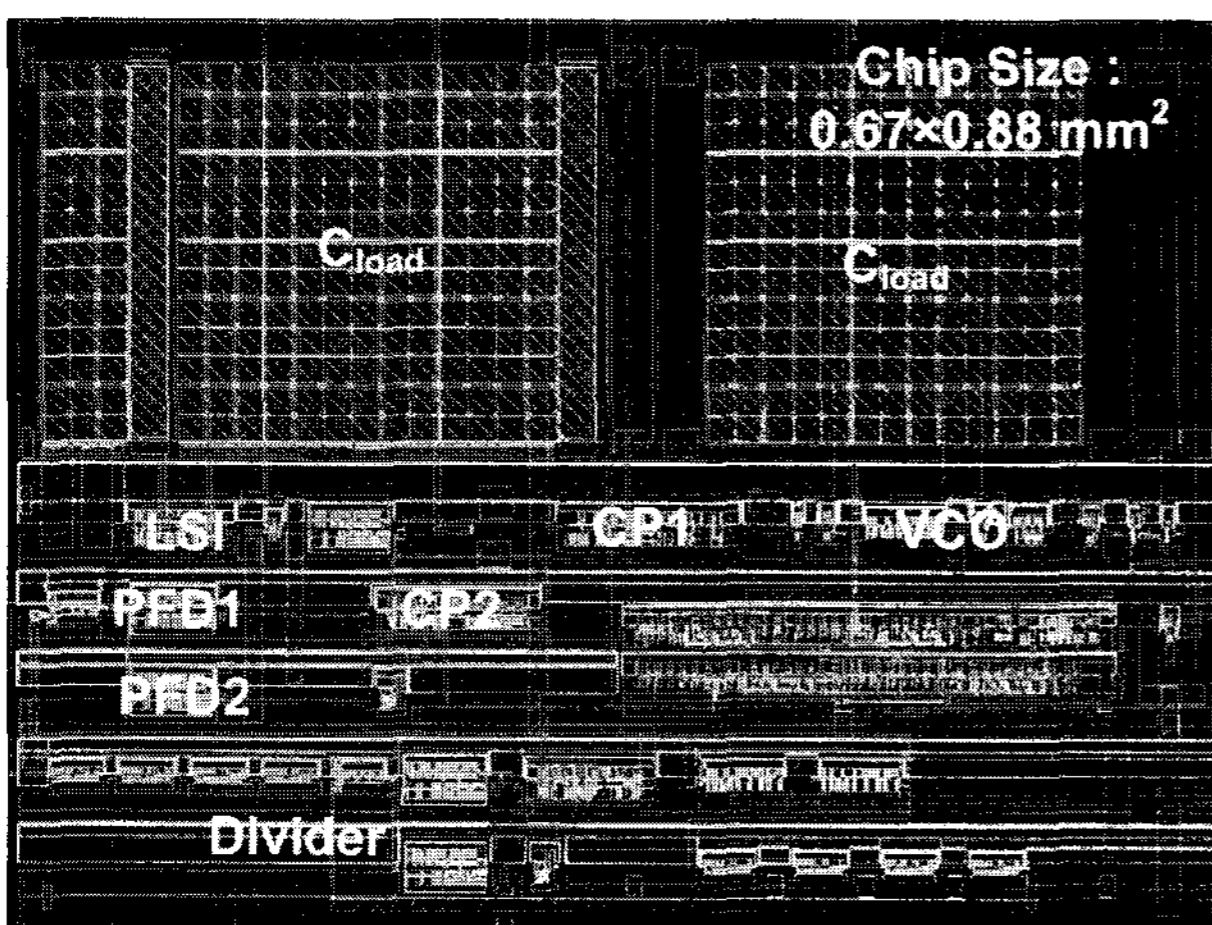 Chip Size :
0.67×0.88 mm²
Cload
Cload
LSI
CP1
VCO
PFD1
CP2
PFD2
Divider